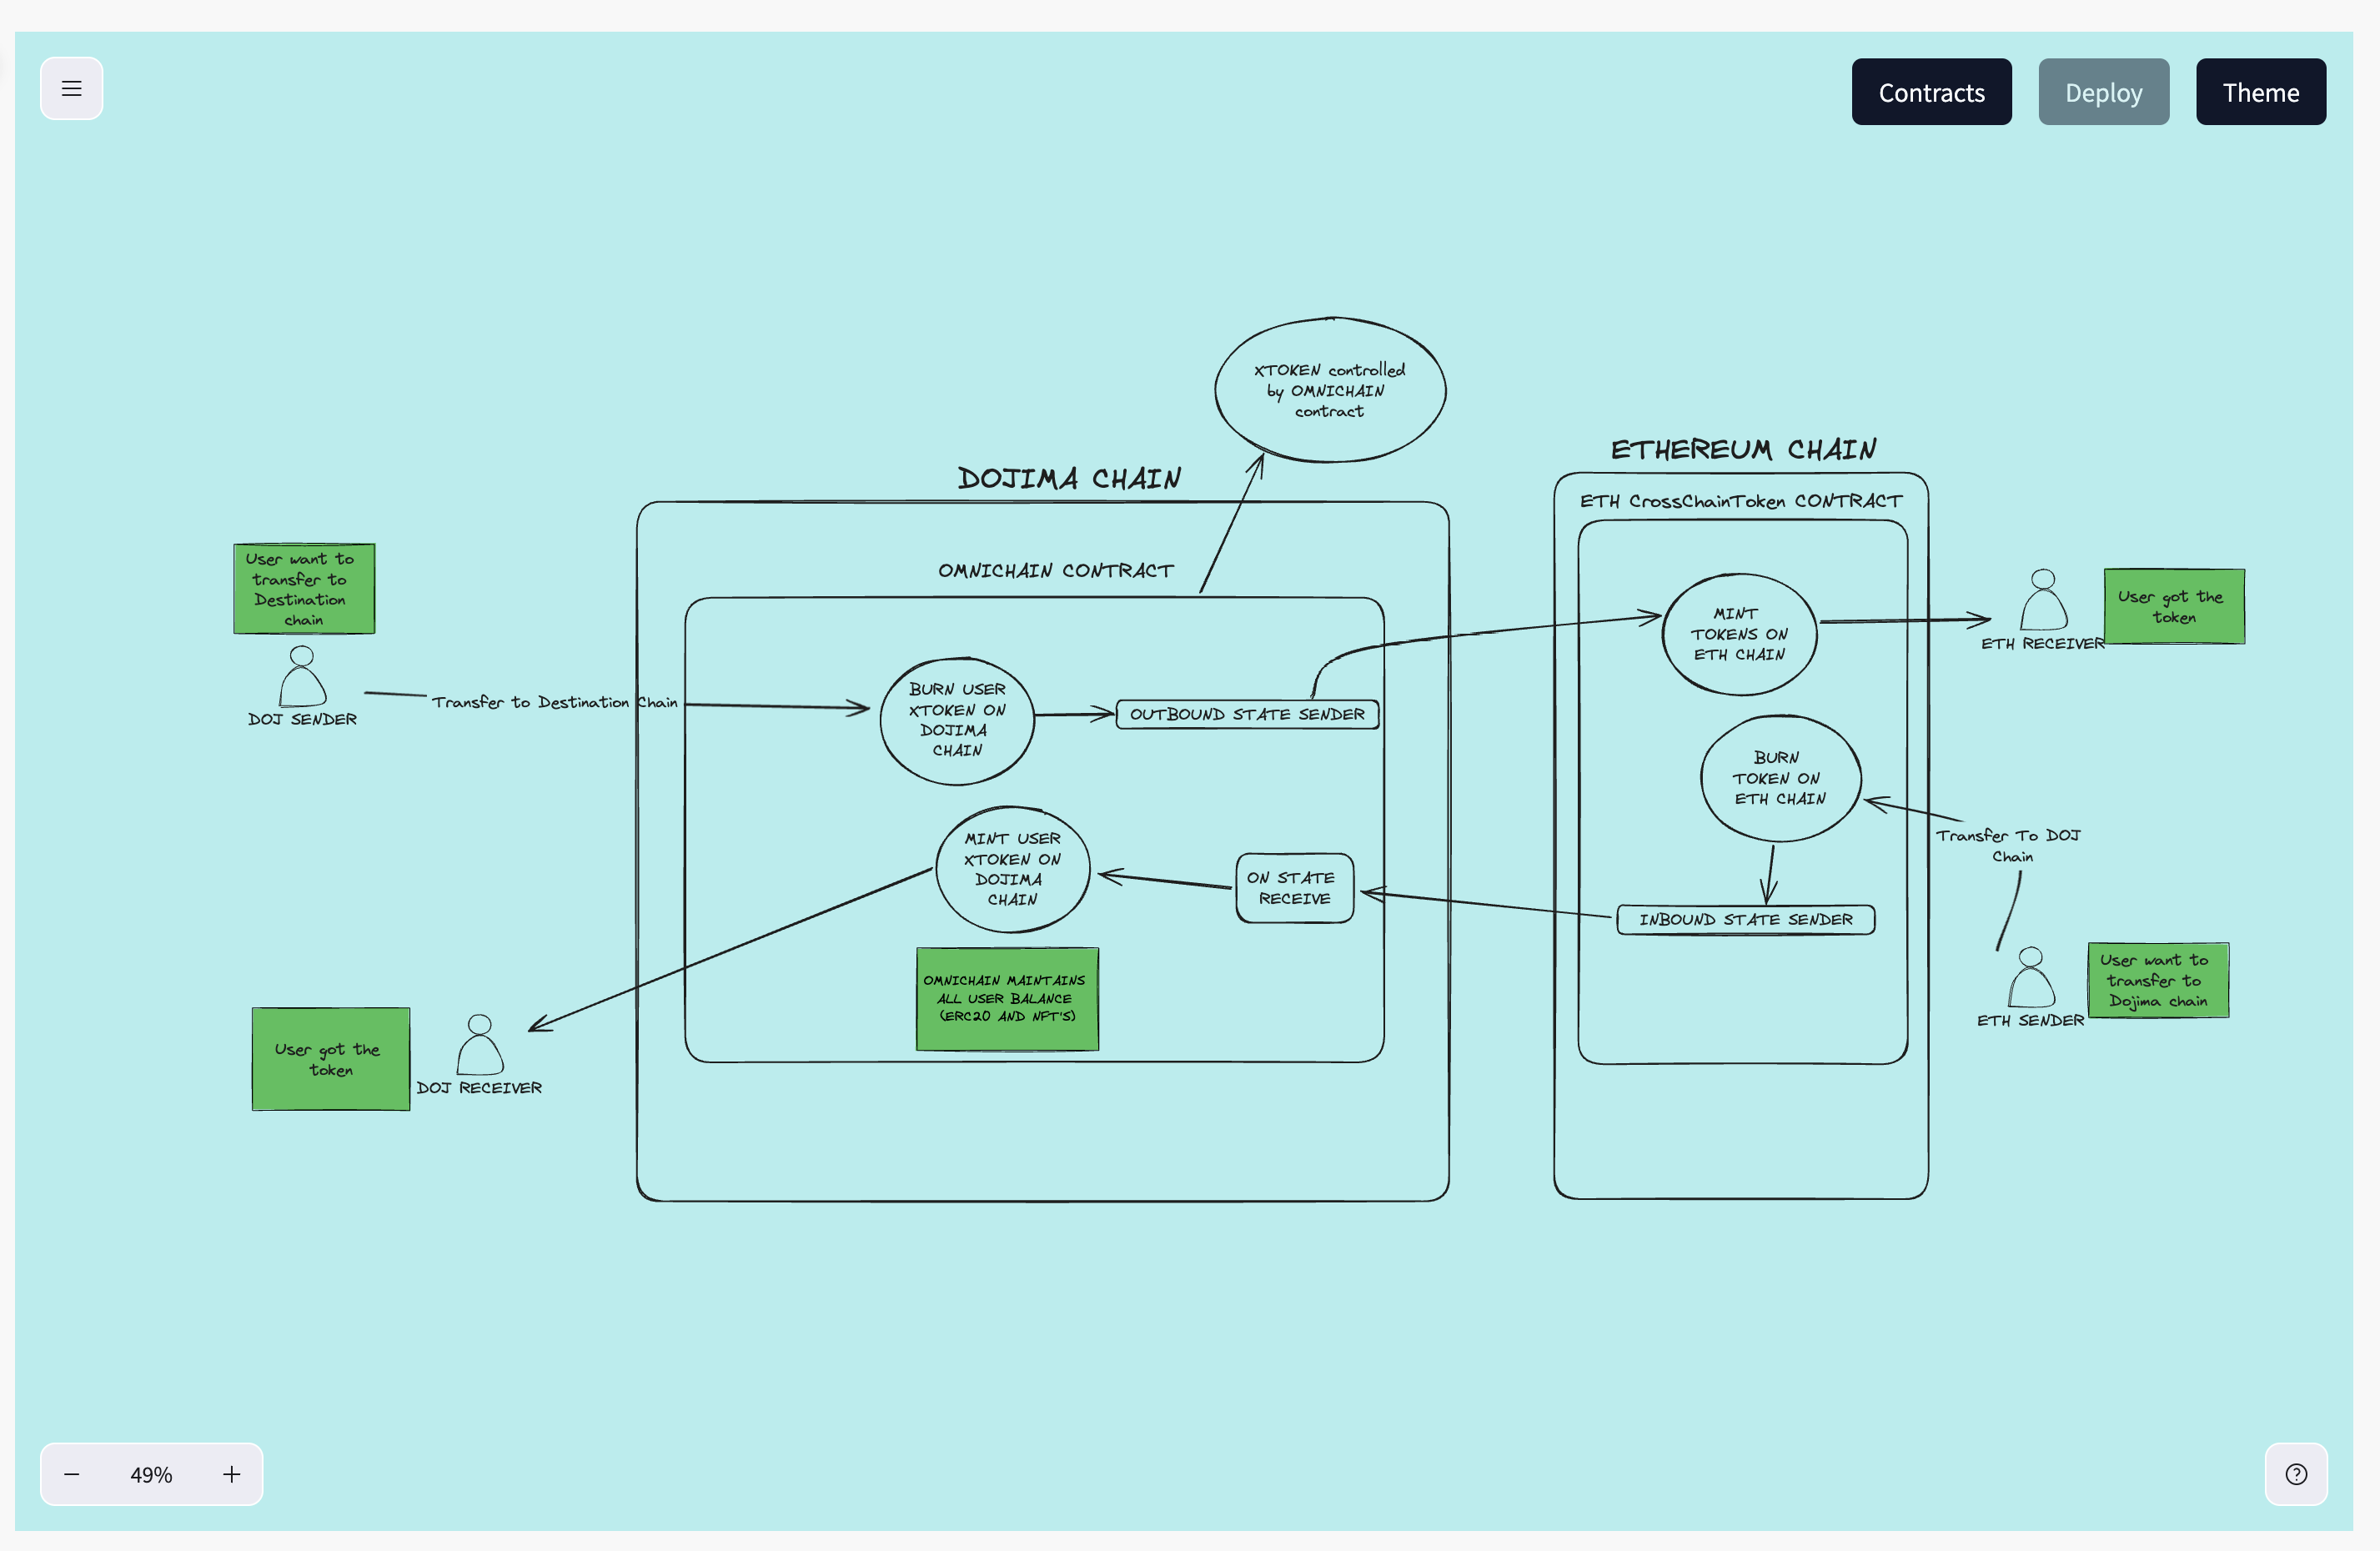 Contracts
Deploy
Theme
XTOKEN controlled
by OMNICHAIN
contract
DOJIMA CHAIN
ETHEREUM CHAIN
ETH CrossChainToken CONTRACT
OMNICHAIN CONTRACT
User want to
transfer to
Destination
chain
DOJ SENDER
Transfer to Destination Chain
BURN USER
XTOKEN ON
DOJIMA
CHAIN
OUTBOUND STATE SENDER
MINT
TOKENS ON
ETH CHAIN
ETH RECEIVER
User got the
token
BURN
TOKEN ON
ETH CHAIN
Transfer To DOJ
Chain
MINT USER
XTOKEN ON
DOJIMA
CHAIN
ON STATE
RECEIVE
INBOUND STATE SENDER
OMNICHAIN MAINTAINS
ALL USER BALANCE
(ERC20 AND NFT'S)
ETH SENDER
User want to
transfer to
Dojima chain
User got the
token
DOJ RECEIVER
49%